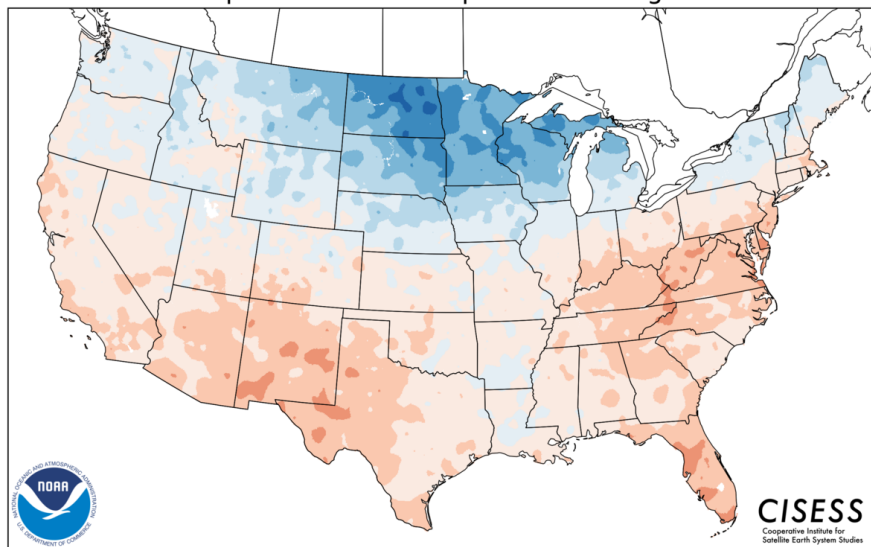 NATIONAL OCEANIC AND ATMOSPHERIC ADMINISTRATION
NOAA
U.S. DEPARTMENT OF COMMERCE
CISESS
Cooperative Institute for
Satellite Earth System Studies